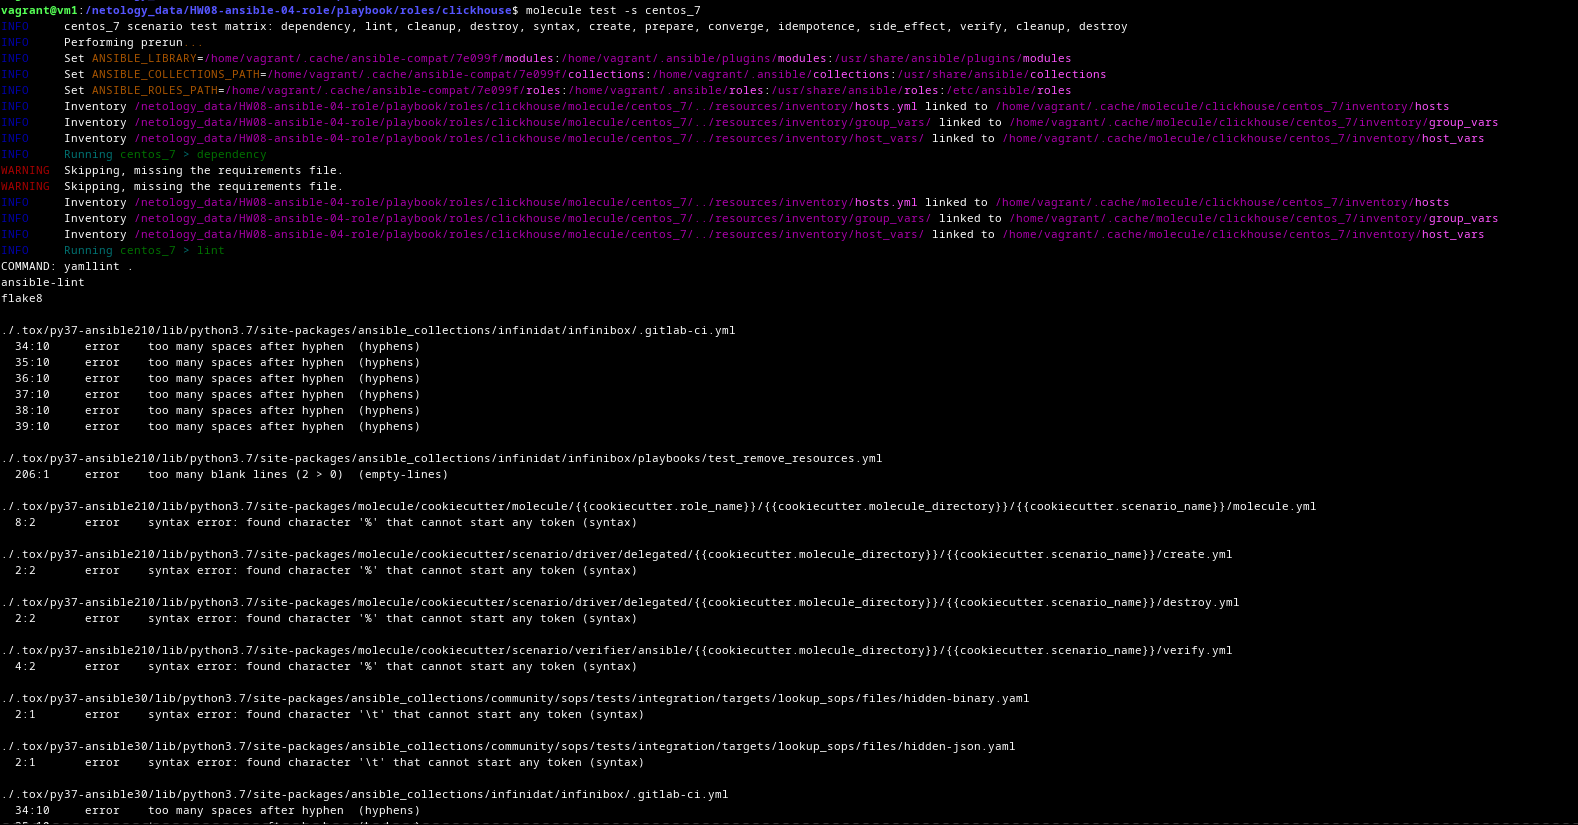 vagrant@vm1:/netology_data/HW08-ansible-04-role/playbook/roles/clickhouse$ molecule test -s centos_7
INFO     centos_7 scenario test matrix: dependency, lint, cleanup, destroy, syntax, create, prepare, converge, idempotence, side_effect, verify, cleanup, destroy
INFO     Performing prerun...
INFO     Set ANSIBLE_LIBRARY=/home/vagrant/.cache/ansible-compat/7e099f/modules:/home/vagrant/.ansible/plugins/modules:/usr/share/ansible/plugins/modules
INFO     Set ANSIBLE_COLLECTIONS_PATH=/home/vagrant/.cache/ansible-compat/7e099f/collections:/home/vagrant/.ansible/collections:/usr/share/ansible/collections
INFO     Set ANSIBLE_ROLES_PATH=/home/vagrant/.cache/ansible-compat/7e099f/roles:/home/vagrant/.ansible/roles:/usr/share/ansible/roles:/etc/ansible/roles
INFO     Inventory /netology_data/HW08-ansible-04-role/playbook/roles/clickhouse/molecule/centos_7/../resources/inventory/hosts.yml linked to /home/vagrant/.cache/molecule/clickhouse/centos_7/inventory/hosts
INFO     Inventory /netology_data/HW08-ansible-04-role/playbook/roles/clickhouse/molecule/centos_7/../resources/inventory/group_vars/ linked to /home/vagrant/.cache/molecule/clickhouse/centos_7/inventory/group_vars
INFO     Inventory /netology_data/HW08-ansible-04-role/playbook/roles/clickhouse/molecule/centos_7/../resources/inventory/host_vars/ linked to /home/vagrant/.cache/molecule/clickhouse/centos_7/inventory/host_vars
INFO     Running centos_7 > dependency
WARNING  Skipping, missing the requirements file.
WARNING  Skipping, missing the requirements file.
INFO     Inventory /netology_data/HW08-ansible-04-role/playbook/roles/clickhouse/molecule/centos_7/../resources/inventory/hosts.yml linked to /home/vagrant/.cache/molecule/clickhouse/centos_7/inventory/hosts
INFO     Inventory /netology_data/HW08-ansible-04-role/playbook/roles/clickhouse/molecule/centos_7/../resources/inventory/group_vars/ linked to /home/vagrant/.cache/molecule/clickhouse/centos_7/inventory/group_vars
INFO     Inventory /netology_data/HW08-ansible-04-role/playbook/roles/clickhouse/molecule/centos_7/../resources/inventory/host_vars/ linked to /home/vagrant/.cache/molecule/clickhouse/centos_7/inventory/host_vars
INFO     Running centos_7 > lint
COMMAND: yamllint .
ansible-lint
flake8
./.tox/py37-ansible210/lib/python3.7/site-packages/ansible_collections/infinidat/infinibox/.gitlab-ci.yml
  34:10     error    too many spaces after hyphen  (hyphens)
  35:10     error    too many spaces after hyphen  (hyphens)
  36:10     error    too many spaces after hyphen  (hyphens)
  37:10     error    too many spaces after hyphen  (hyphens)
  38:10     error    too many spaces after hyphen  (hyphens)
  39:10     error    too many spaces after hyphen  (hyphens)
./.tox/py37-ansible210/lib/python3.7/site-packages/ansible_collections/infinidat/infinibox/playbooks/test_remove_resources.yml
  206:1     error    too many blank lines (2 > 0)  (empty-lines)
./.tox/py37-ansible210/lib/python3.7/site-packages/molecule/cookiecutter/molecule/{{cookiecutter.role_name}}/{{cookiecutter.molecule_directory}}/{{cookiecutter.scenario_name}}/molecule.yml
  8:2       error    syntax error: found character '%' that cannot start any token (syntax)
./.tox/py37-ansible210/lib/python3.7/site-packages/molecule/cookiecutter/scenario/driver/delegated/{{cookiecutter.molecule_directory}}/{{cookiecutter.scenario_name}}/create.yml
  2:2       error    syntax error: found character '%' that cannot start any token (syntax)
./.tox/py37-ansible210/lib/python3.7/site-packages/molecule/cookiecutter/scenario/driver/delegated/{{cookiecutter.molecule_directory}}/{{cookiecutter.scenario_name}}/destroy.yml
  2:2       error    syntax error: found character '%' that cannot start any token (syntax)
./.tox/py37-ansible210/lib/python3.7/site-packages/molecule/cookiecutter/scenario/verifier/ansible/{{cookiecutter.molecule_directory}}/{{cookiecutter.scenario_name}}/verify.yml
  4:2       error    syntax error: found character '%' that cannot start any token (syntax)
./.tox/py37-ansible30/lib/python3.7/site-packages/ansible_collections/community/sops/tests/integration/targets/lookup_sops/files/hidden-binary.yaml
  2:1       error    syntax error: found character '\t' that cannot start any token (syntax)
./.tox/py37-ansible30/lib/python3.7/site-packages/ansible_collections/community/sops/tests/integration/targets/lookup_sops/files/hidden-json.yaml
  2:1       error    syntax error: found character '\t' that cannot start any token (syntax)
./.tox/py37-ansible30/lib/python3.7/site-packages/ansible_collections/infinidat/infinibox/.gitlab-ci.yml
  34:10     error    too many spaces after hyphen  (hyphens)